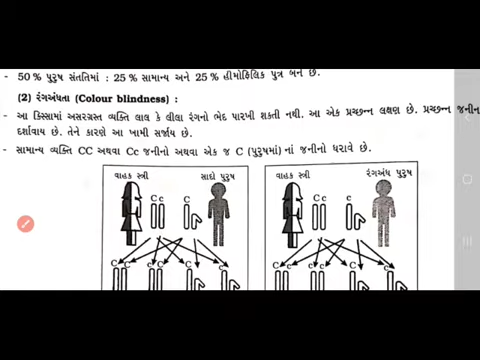 - 50 % પુરુષ સંતતિમાં : 25 % સામાન્ય અને 25 % હીમોફિલિક પુત્ર બને છે.
(2) રંગઅંધતા (Colour blindness) :
- આ કિસ્સામાં અસરગ્રસ્ત વ્યક્તિ લાલ કે લીલા રંગનો ભેદ પારખી શકતી નથી. આ એક પ્રચ્છન્ન લક્ષણ છે. પ્રચ્છન્ન જનીન
દર્શાવાય છે. તેને કારણે આ ખામી સર્જાય છે.
- સામાન્ય વ્યક્તિ CC અથવા Cc જનીનો અથવા એક જ C (પુરુષમાં) નાં જનીનો ધરાવે છે.
વાહક સ્ત્રી સાદો પુરુષ વાહક સ્ત્રી રંગઅંધ પુરુષ
C c C C c c
C C c C C c C c c c C c